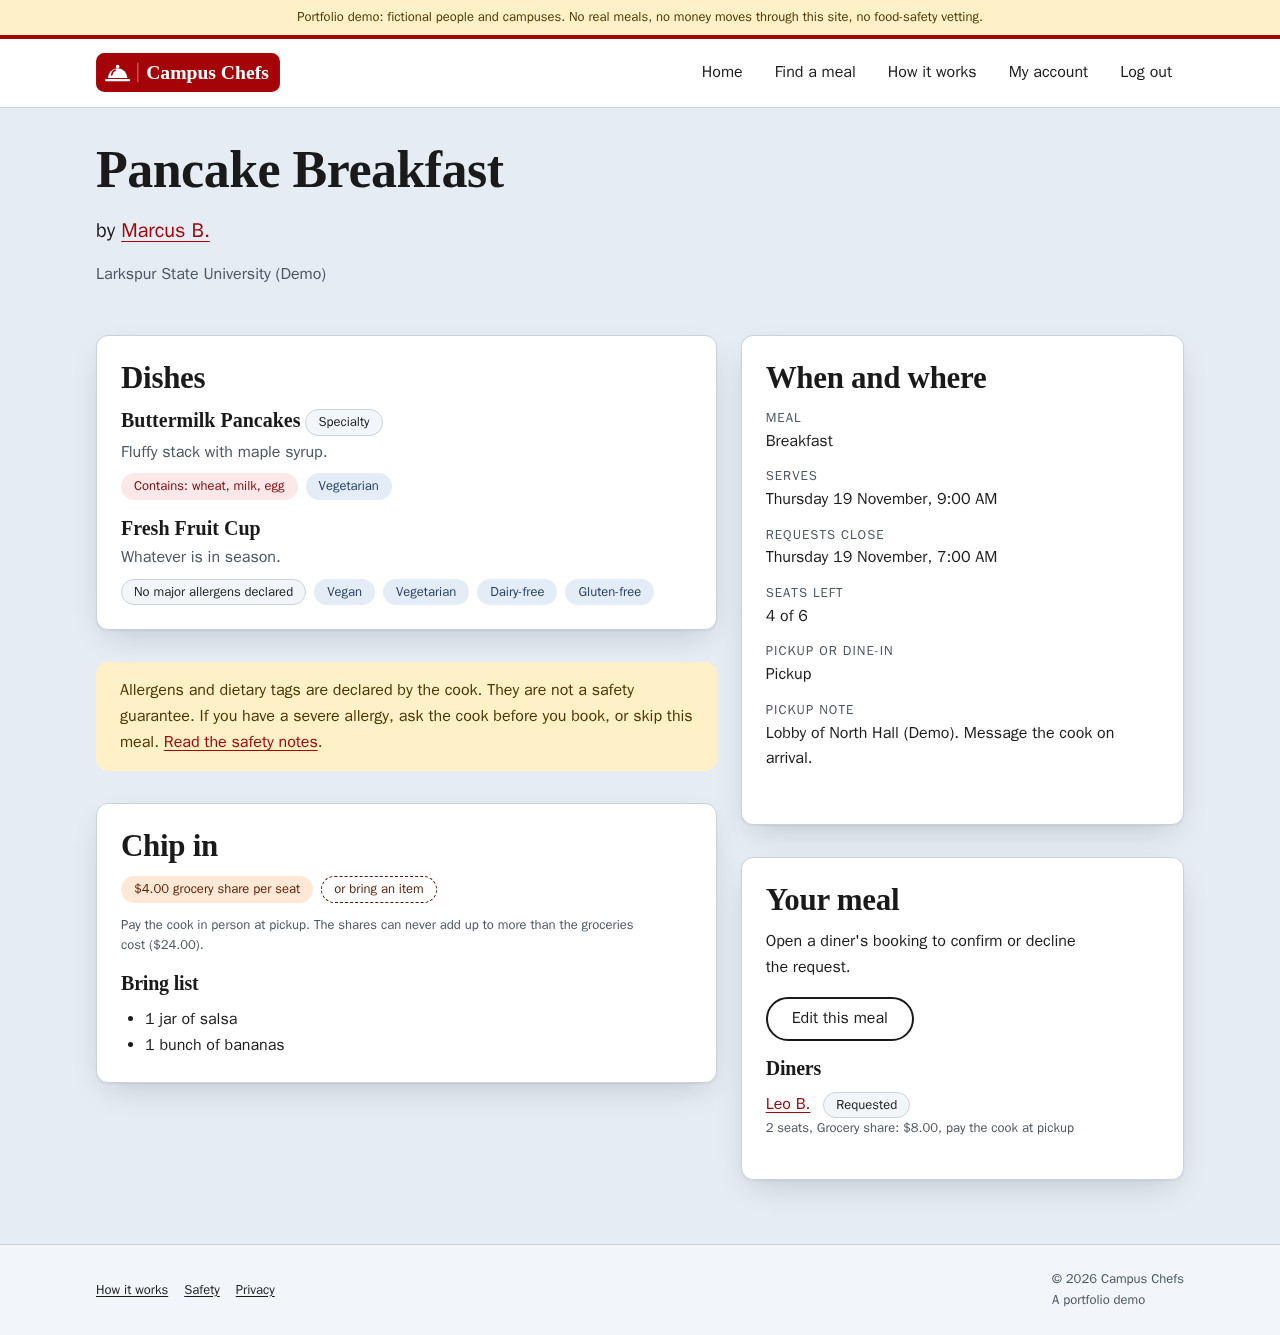 Portfolio demo: fictional people and campuses. No real meals, no money moves through this site, no food-safety vetting.
Campus Chefs
Home
Find a meal
How it works
My account
Log out
Pancake Breakfast
by Marcus B.
Larkspur State University (Demo)
Dishes
Buttermilk Pancakes Specialty
Fluffy stack with maple syrup.
Contains: wheat, milk, egg
Vegetarian
Fresh Fruit Cup
Whatever is in season.
No major allergens declared
Vegan
Vegetarian
Dairy-free
Gluten-free
Allergens and dietary tags are declared by the cook. They are not a safety
guarantee. If you have a severe allergy, ask the cook before you book, or skip this
meal. Read the safety notes.
Chip in
$4.00 grocery share per seat
or bring an item
Pay the cook in person at pickup. The shares can never add up to more than the groceries
cost ($24.00).
Bring list
• 1 jar of salsa
• 1 bunch of bananas
When and where
MEAL
Breakfast
SERVES
Thursday 19 November, 9:00 AM
REQUESTS CLOSE
Thursday 19 November, 7:00 AM
SEATS LEFT
4 of 6
PICKUP OR DINE-IN
Pickup
PICKUP NOTE
Lobby of North Hall (Demo). Message the cook on
arrival.
Your meal
Open a diner's booking to confirm or decline
the request.
Edit this meal
Diners
Leo B. Requested
2 seats, Grocery share: $8.00, pay the cook at pickup
How it works
Safety
Privacy
© 2026 Campus Chefs
A portfolio demo